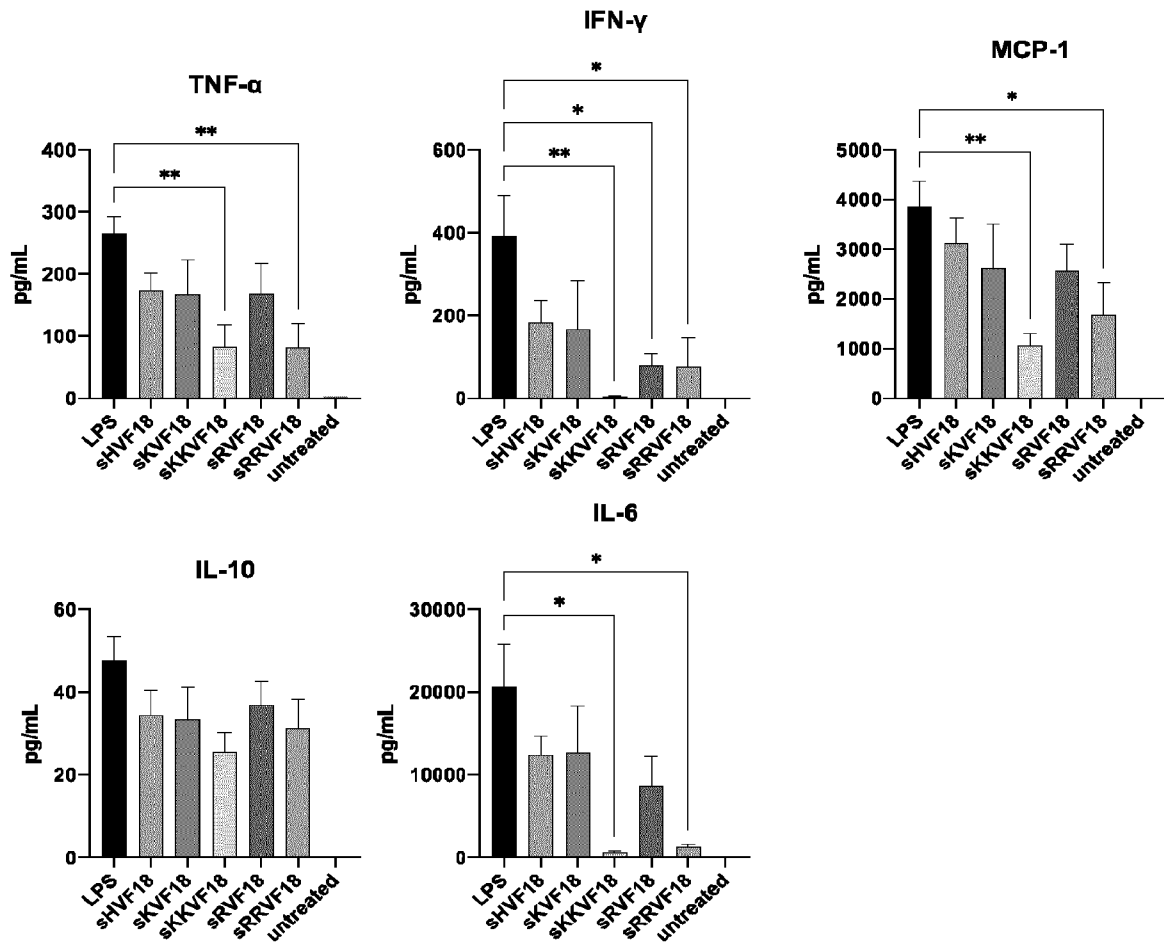 TNF-α
**
**
400
300
200
100
0
pg/mL
LPS
sHVF18
sKVF18
sKKVF18
sRVF18
sRRVF18
untreated
IFN-γ
*
*
**
600
400
200
0
pg/mL
LPS
sHVF18
sKVF18
sKKVF18
sRVF18
sRRVF18
untreated
MCP-1
*
**
5000
4000
3000
2000
1000
0
pg/mL
LPS
sHVF18
sKVF18
sKKVF18
sRVF18
sRRVF18
untreated
IL-10
60
40
20
0
pg/mL
LPS
sHVF18
sKVF18
sKKVF18
sRVF18
sRRVF18
untreated
IL-6
*
*
30000
20000
10000
0
pg/mL
LPS
sHVF18
sKVF18
sKKVF18
sRVF18
sRRVF18
untreated